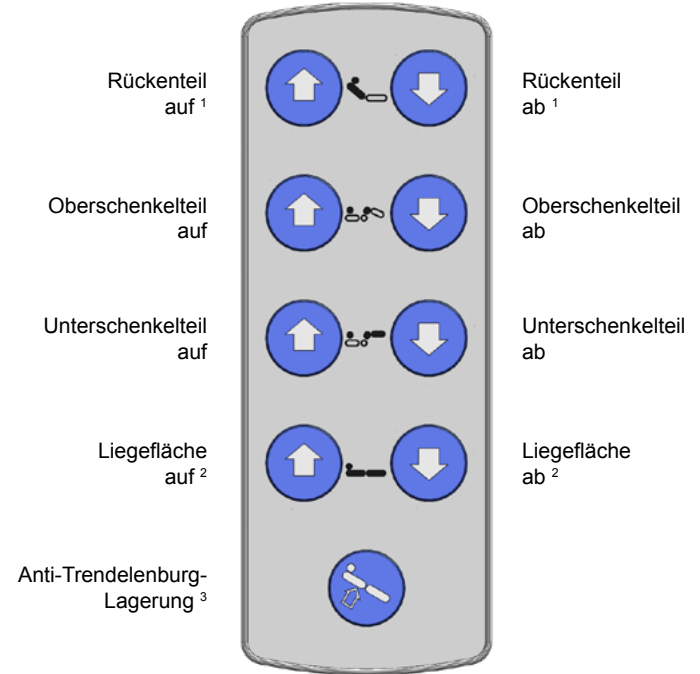 Rückenteil
auf ¹
Rückenteil
ab ¹
Oberschenkelteil
auf
Oberschenkelteil
ab
Unterschenkelteil
auf
Unterschenkelteil
ab
Liegefläche
auf ²
Liegefläche
ab ²
Anti-Trendelenburg-
Lagerung ³